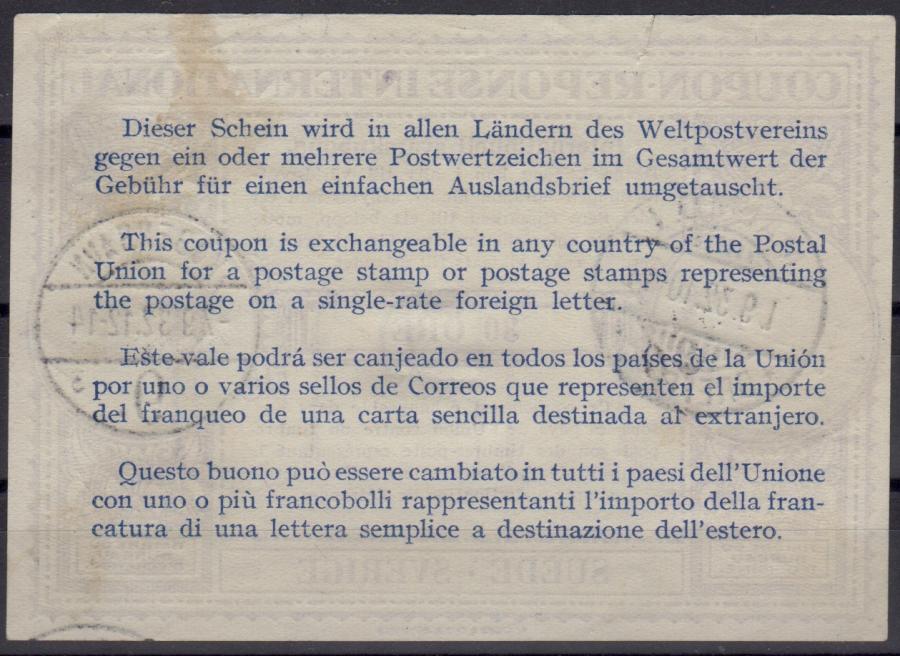 COUPON-REPONSE INTERNATIONAL
Dieser Schein wird in allen Ländern des Weltpostvereins
gegen ein oder mehrere Postwertzeichen im Gesamtwert der
Gebühr für einen einfachen Auslandsbrief umgetauscht.
This coupon is exchangeable in any country of the Postal
Union for a postage stamp or postage stamps representing
the postage on a single-rate foreign letter.
Este vale podrá ser canjeado en todos los países de la Unión
por uno o varios sellos de Correos que representen el importe
del franqueo de una carta sencilla destinada al extranjero.
Questo buono può essere cambiato in tutti i paesi dell'Unione
con uno o più francobolli rappresentanti l'importo della fran-
catura di una lettera semplice a destinazione dell'estero.
SUEDE - SVERIGE